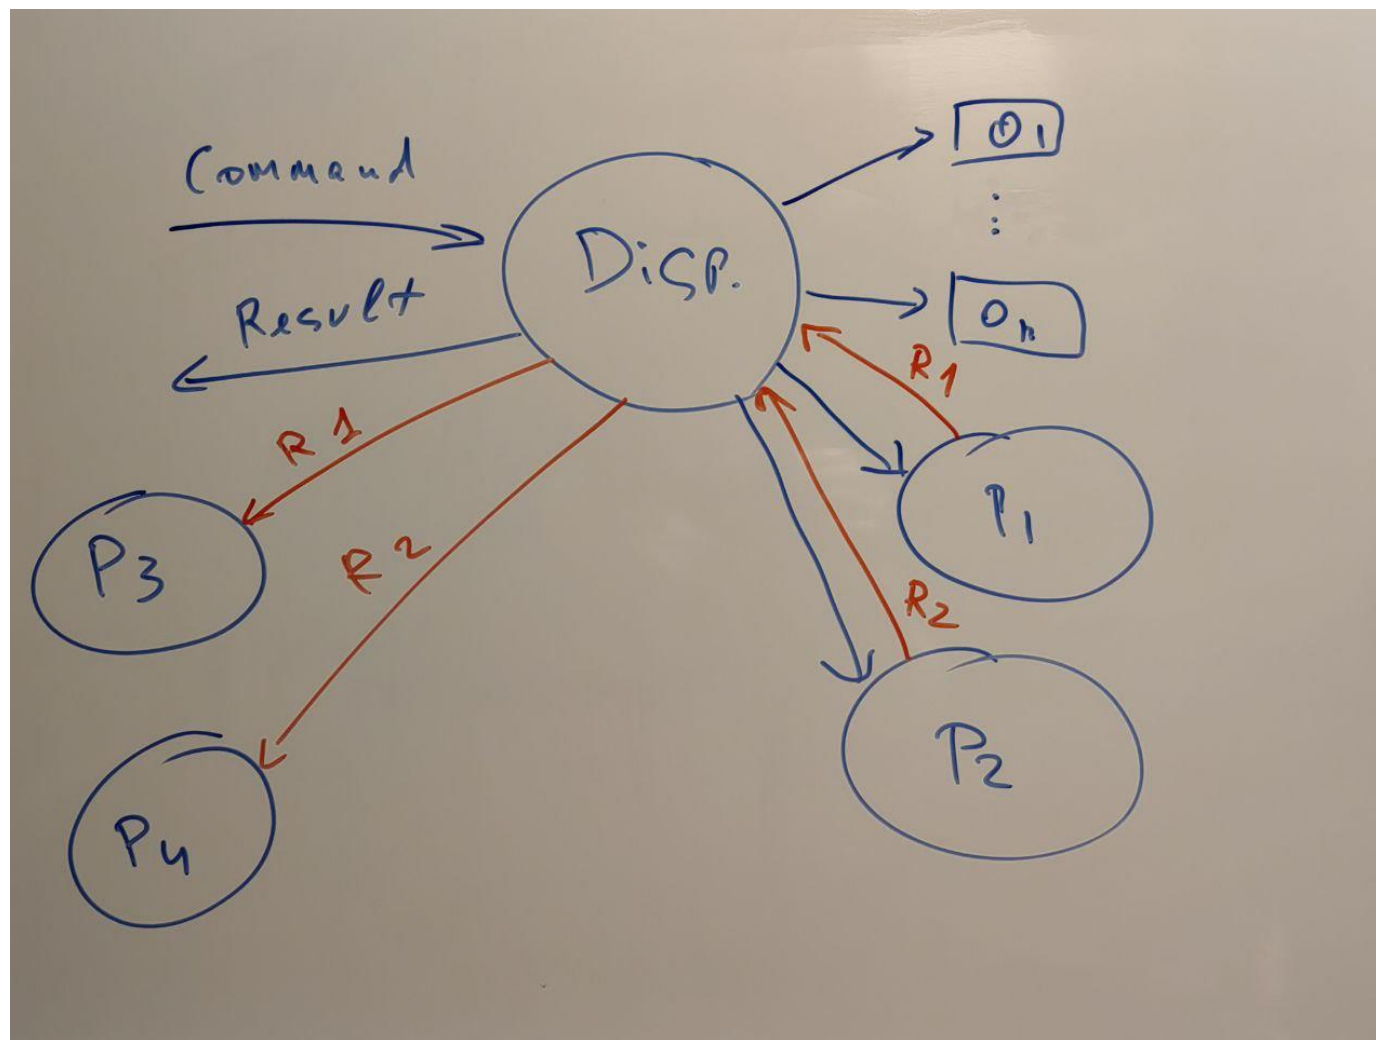 Command
Result
Disp.
O1
⋮
On
R1
R1
R2
R2
P3
P1
P4
P2